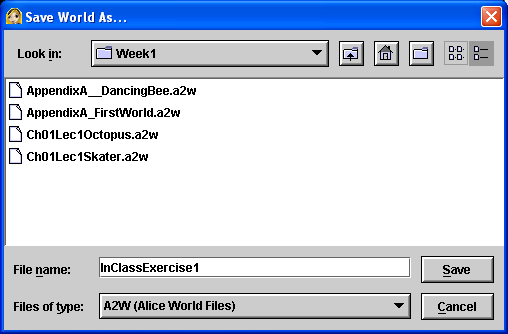 Save World As...
Look in: Week1
AppendixA__DancingBee.a2w
AppendixA_FirstWorld.a2w
Ch01Lec1Octopus.a2w
Ch01Lec1Skater.a2w
File name: InClassExercise1 Save
Files of type: A2W (Alice World Files) Cancel